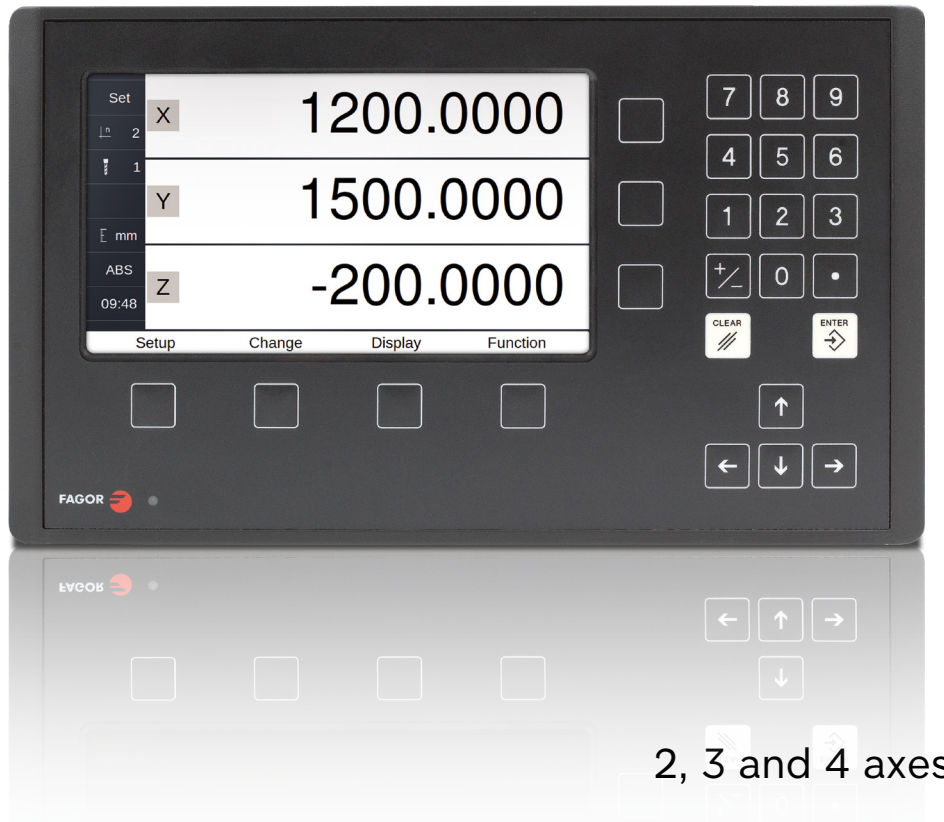 Set
2
1
mm
ABS
09:48
X 1200.0000
Y 1500.0000
Z -200.0000
Setup Change Display Function
7 8 9
4 5 6
1 2 3
+/- 0 .
CLEAR ENTER
FAGOR
FAGOR
2, 3 and 4 axes